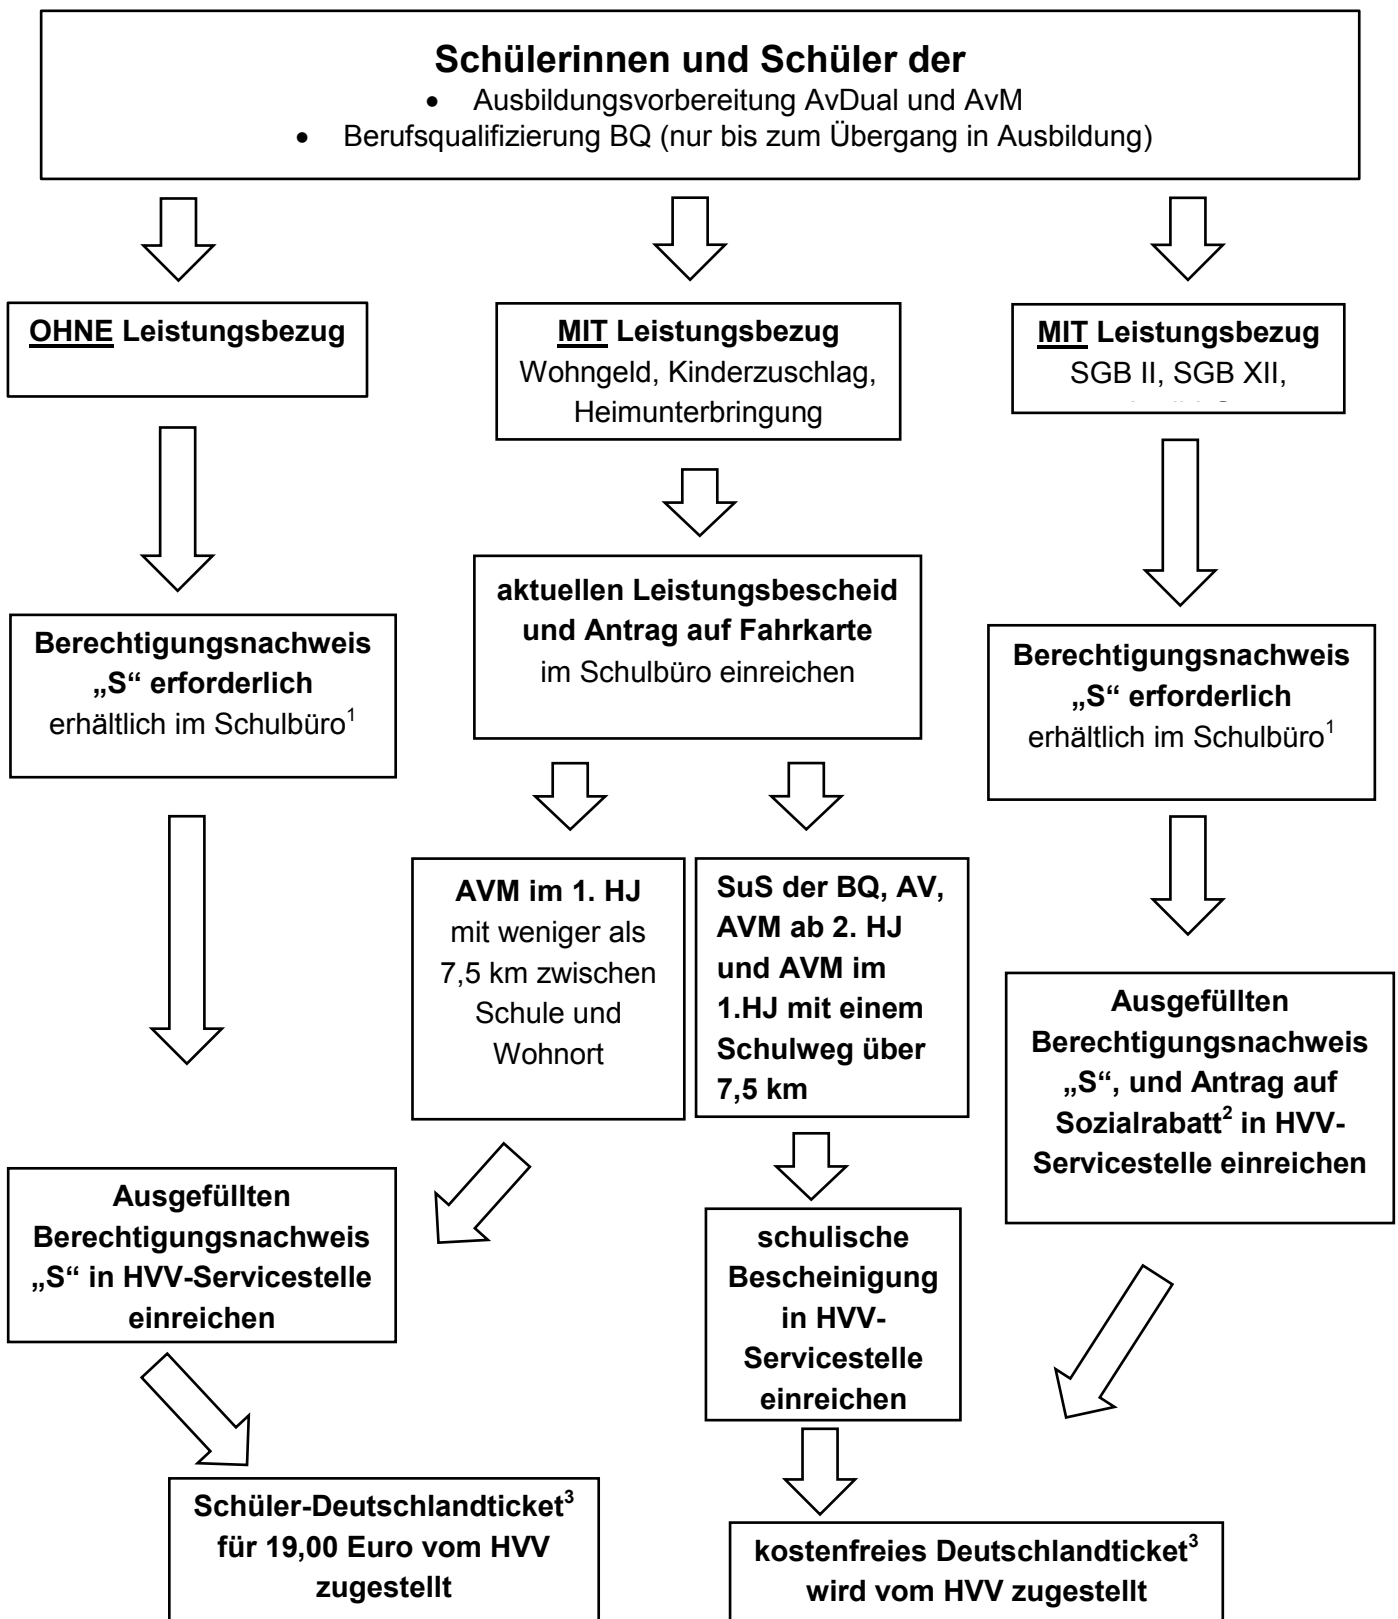 Schülerinnen und Schüler der
• Ausbildungsvorbereitung AvDual und AvM
• Berufsqualifizierung BQ (nur bis zum Übergang in Ausbildung)
OHNE Leistungsbezug
MIT Leistungsbezug
Wohngeld, Kinderzuschlag,
Heimunterbringung
MIT Leistungsbezug
SGB II, SGB XII,
aktuellen Leistungsbescheid
und Antrag auf Fahrkarte
im Schulbüro einreichen
Berechtigungsnachweis
„S“ erforderlich
erhältlich im Schulbüro¹
Berechtigungsnachweis
„S“ erforderlich
erhältlich im Schulbüro¹
AVM im 1. HJ
mit weniger als
7,5 km zwischen
Schule und
Wohnort
SuS der BQ, AV,
AVM ab 2. HJ
und AVM im
1.HJ mit einem
Schulweg über
7,5 km
Ausgefüllten
Berechtigungsnachweis
„S“, und Antrag auf
Sozialrabatt² in HVV-
Servicestelle einreichen
Ausgefüllten
Berechtigungsnachweis
„S“ in HVV-Servicestelle
einreichen
schulische
Bescheinigung
in HVV-
Servicestelle
einreichen
Schüler-Deutschlandticket³
für 19,00 Euro vom HVV
zugestellt
kostenfreies Deutschlandticket³
wird vom HVV zugestellt